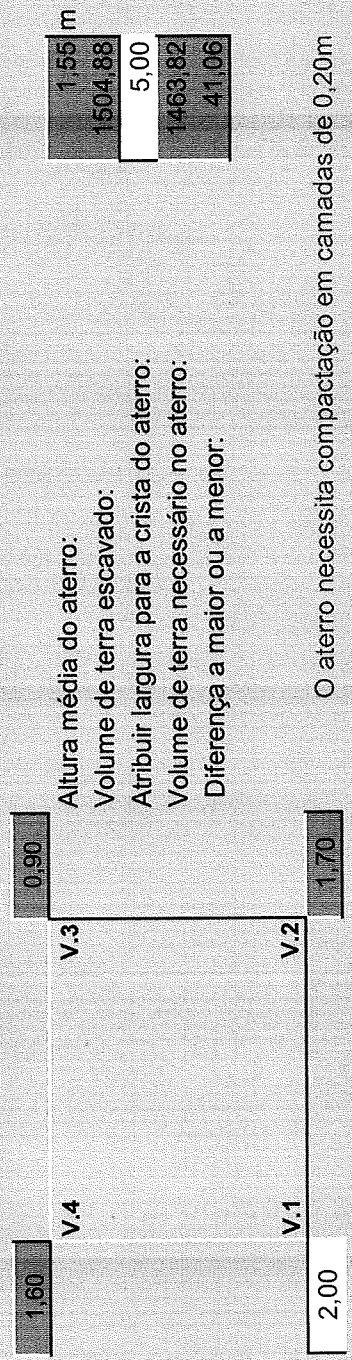 1,60
0,90
V.4
V.3
V.1
V.2
2,00
1,70
Altura média do aterro: 1,55 m
Volume de terra escavado: 1504,88
Atribuir largura para a crista do aterro: 5,00
Volume de terra necessário no aterro: 1463,82
Diferença a maior ou a menor: 41,06
O aterro necessita compactação em camadas de 0,20m